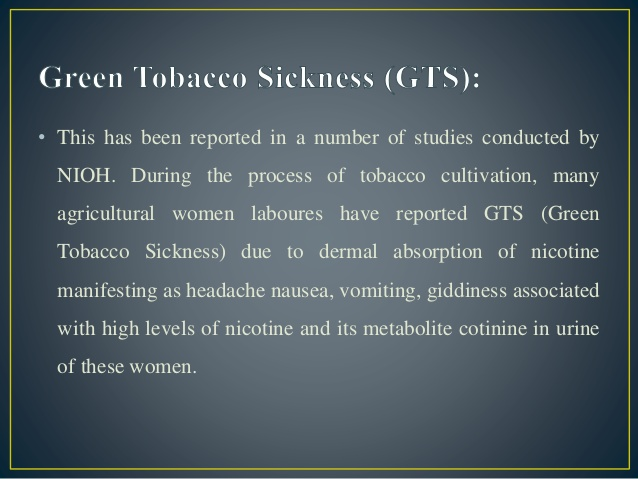 Green Tobacco Sickness (GTS):
• This has been reported in a number of studies conducted by
NIOH. During the process of tobacco cultivation, many
agricultural women laboures have reported GTS (Green
Tobacco Sickness) due to dermal absorption of nicotine
manifesting as headache nausea, vomiting, giddiness associated
with high levels of nicotine and its metabolite cotinine in urine
of these women.